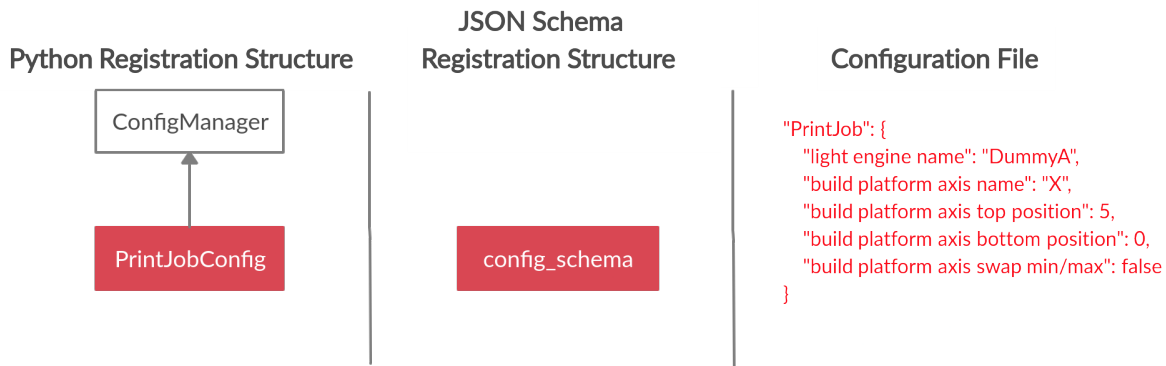 Python Registration Structure
JSON Schema
Registration Structure
Configuration File
ConfigManager
PrintJobConfig
config_schema
"PrintJob": {
"light engine name": "DummyA",
"build platform axis name": "X",
"build platform axis top position": 5,
"build platform axis bottom position": 0,
"build platform axis swap min/max": false
}